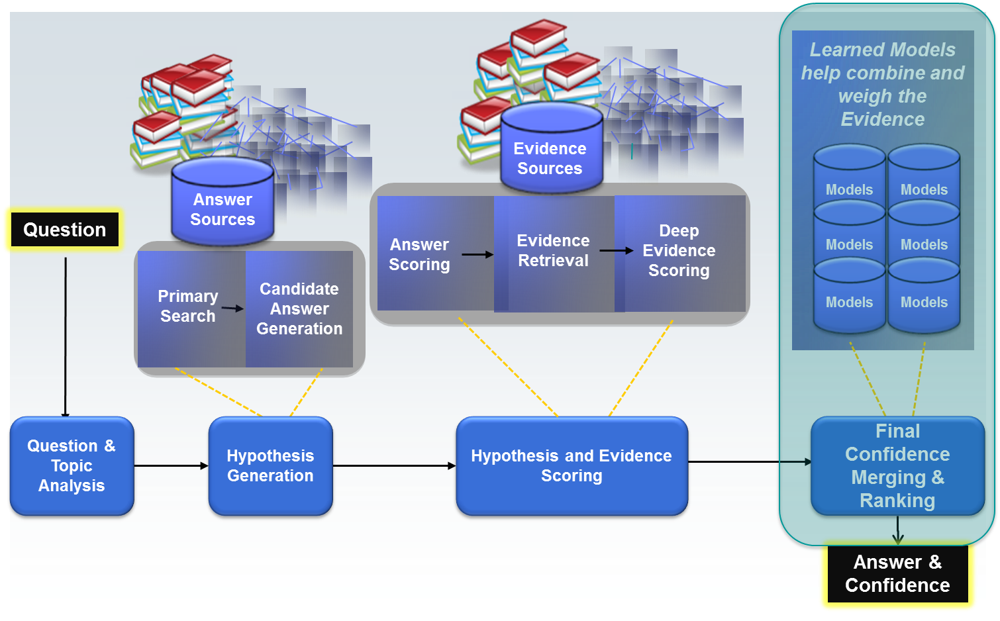 Learned Models
help combine and
weigh the
Evidence
Evidence
Sources
Answer
Sources
Models
Models
Models
Models
Models
Models
Question
Answer
Scoring
Evidence
Retrieval
Deep
Evidence
Scoring
Primary
Search
Candidate
Answer
Generation
Question &
Topic
Analysis
Hypothesis
Generation
Hypothesis and Evidence
Scoring
Final
Confidence
Merging &
Ranking
Answer &
Confidence